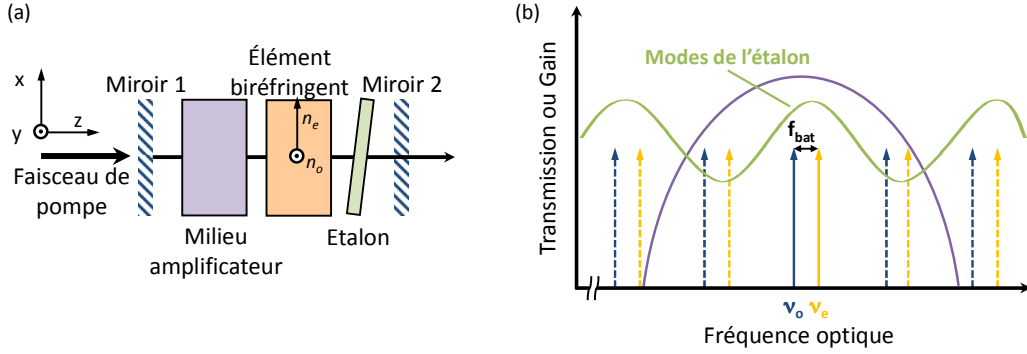 (a)
x
y
z
Miroir 1
Élément
biréfringent
Miroir 2
n_e
n_o
Faisceau de
pompe
Milieu
amplificateur
Etalon
(b)
Transmission ou Gain
Modes de l'étalon
f_bat
ν_o ν_e
Fréquence optique